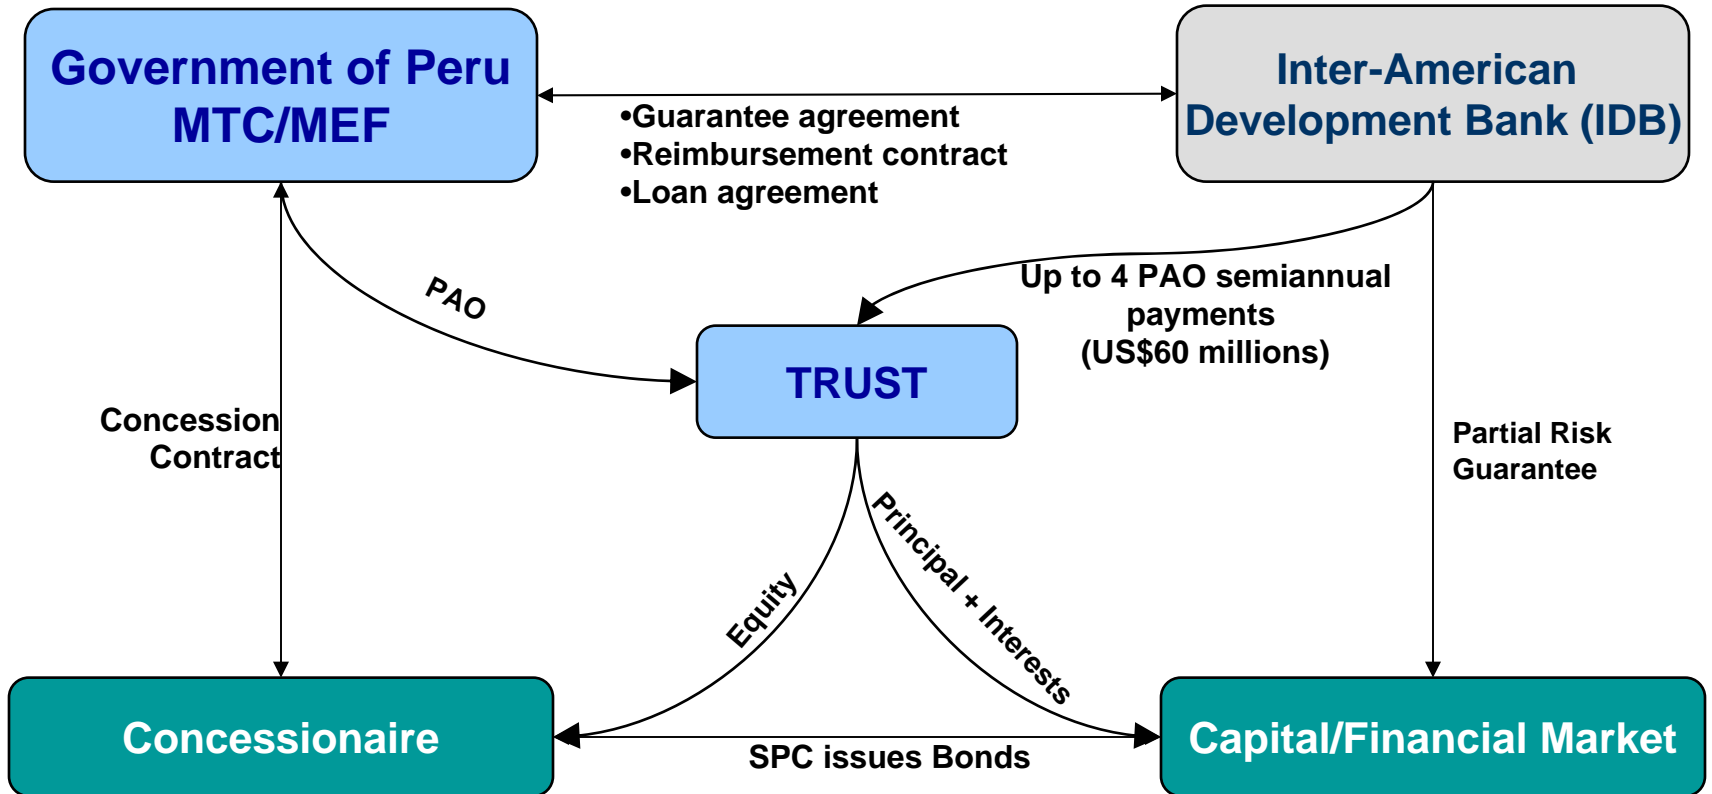 Government of Peru
MTC/MEF
Inter-American
Development Bank (IDB)
•Guarantee agreement
•Reimbursement contract
•Loan agreement
PAO
Up to 4 PAO semiannual
payments
(US$60 millions)
TRUST
Concession
Contract
Partial Risk
Guarantee
Equity
Principal + Interests
Concessionaire
SPC issues Bonds
Capital/Financial Market